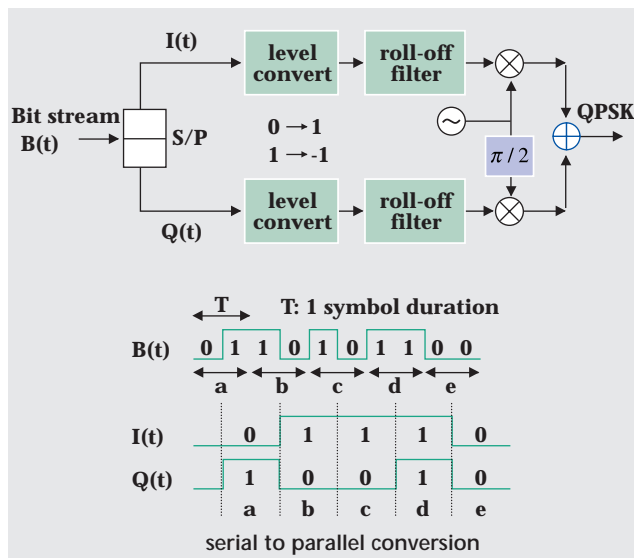 I(t)
level convert
roll-off filter
Bit stream
B(t)
S/P
0 → 1
1 → -1
~
π / 2
QPSK
level convert
roll-off filter
Q(t)
T
T: 1 symbol duration
B(t) 0 1 1 0 1 0 1 1 0 0
a b c d e
I(t) 0 1 1 1 0
Q(t) 1 0 0 1 0
a b c d e
serial to parallel conversion